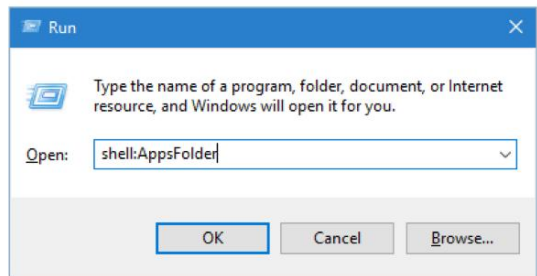 Run
Type the name of a program, folder, document, or Internet
resource, and Windows will open it for you.
Open: shell:AppsFolder
OK Cancel Browse...